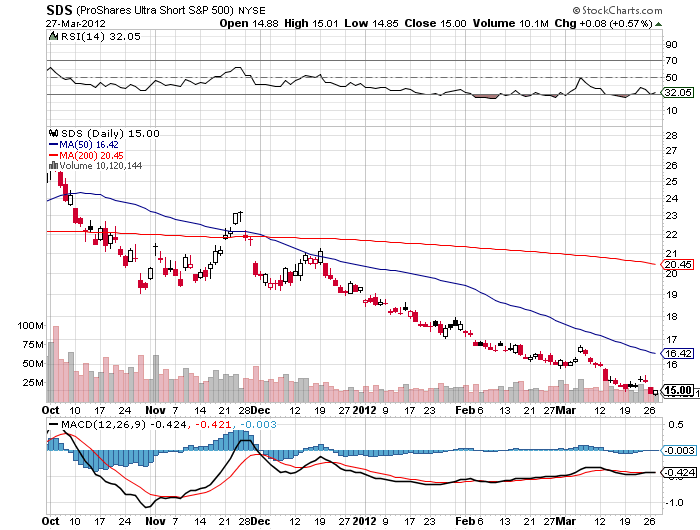 SDS (ProShares Ultra Short S&P 500) NYSE © StockCharts.com
27-Mar-2012 Open 14.88 High 15.01 Low 14.85 Close 15.00 Volume 10.1M Chg +0.08 (+0.57%)
RSI(14) 32.05
90
70
50
32.05
10
SDS (Daily) 15.00
MA(50) 16.42
MA(200) 20.45
Volume 10,120,144
28
27
26
25
24
23
22
21
20.45
20
19
18
17
16.42
16
15.00
100M
75M
50M
25M
Oct 10 17 24 Nov 7 14 21 28 Dec 12 19 27 2012 9 17 23 Feb 6 13 21 27 Mar 12 19 26
MACD(12,26,9) -0.424, -0.421, -0.003
0.5
-0.003
-0.424
-1.0
Oct 10 17 24 Nov 7 14 21 28 Dec 12 19 27 2012 9 17 23 Feb 6 13 21 27 Mar 12 19 26